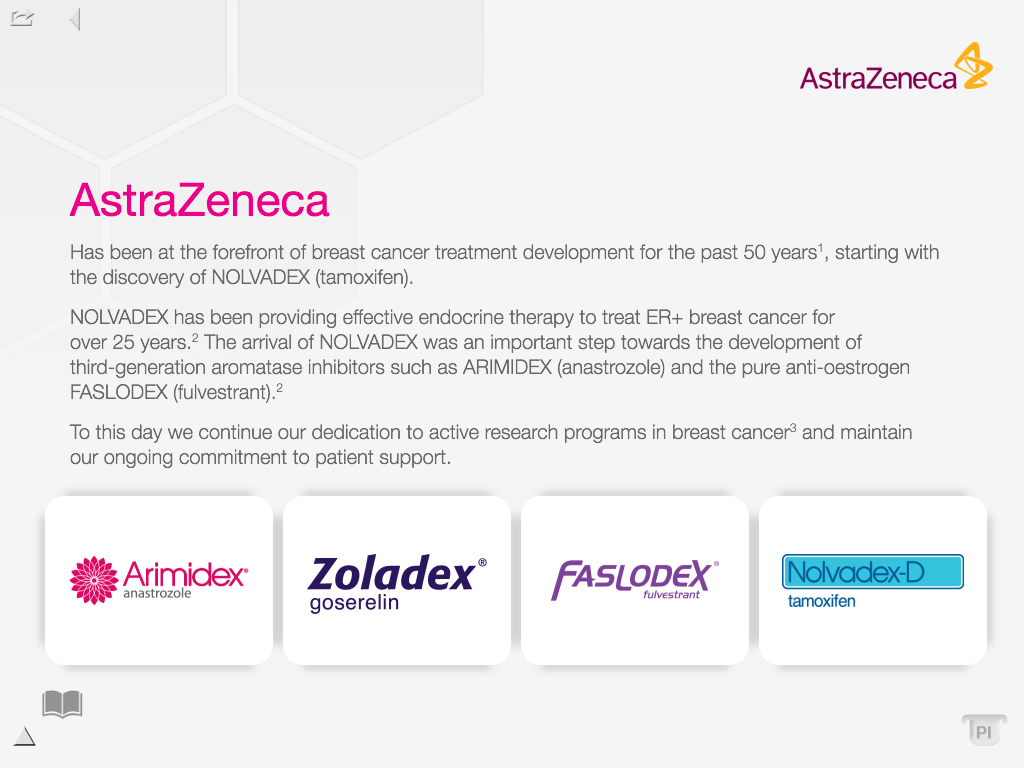 AstraZeneca
AstraZeneca
Has been at the forefront of breast cancer treatment development for the past 50 years¹, starting with
the discovery of NOLVADEX (tamoxifen).
NOLVADEX has been providing effective endocrine therapy to treat ER+ breast cancer for
over 25 years.² The arrival of NOLVADEX was an important step towards the development of
third-generation aromatase inhibitors such as ARIMIDEX (anastrozole) and the pure anti-oestrogen
FASLODEX (fulvestrant).²
To this day we continue our dedication to active research programs in breast cancer³ and maintain
our ongoing commitment to patient support.
Arimidex®
anastrozole
Zoladex®
goserelin
FASLODEX®
fulvestrant
Nolvadex-D
tamoxifen
PI